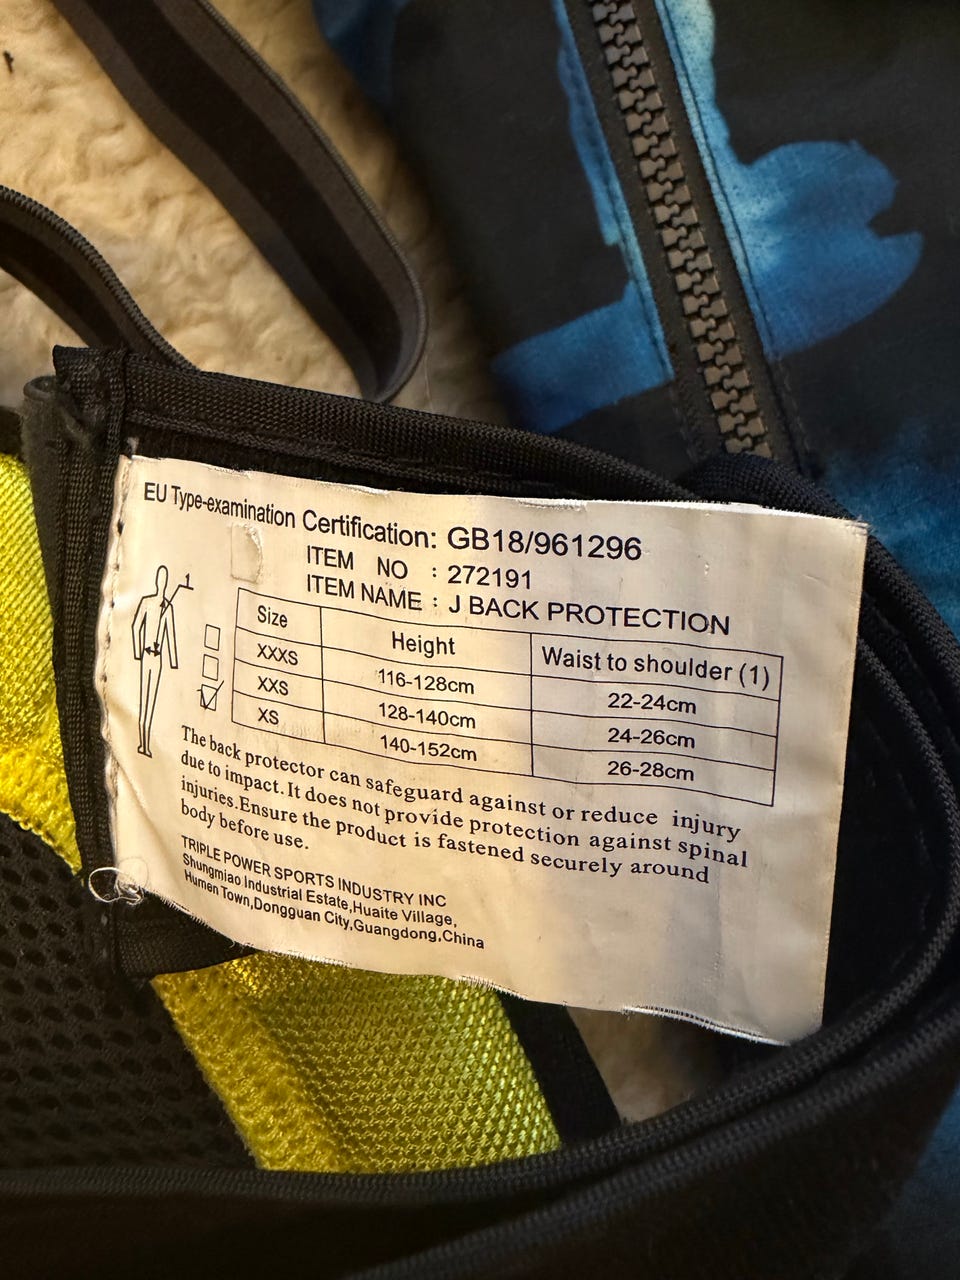 EU Type-examination Certification: GB18/961296
ITEM NO : 272191
ITEM NAME : J BACK PROTECTION
1
Size Height Waist to shoulder (1)
XXXS 116-128cm 22-24cm
XXS 128-140cm 24-26cm
XS 140-152cm 26-28cm
The back protector can safeguard against or reduce injury
due to impact.It does not provide protection against spinal
injuries.Ensure the product is fastened securely around
body before use.
TRIPLE POWER SPORTS INDUSTRY INC
Shungmiao Industrial Estate,Huaite Village,
Humen Town,Dongguan City,Guangdong,China